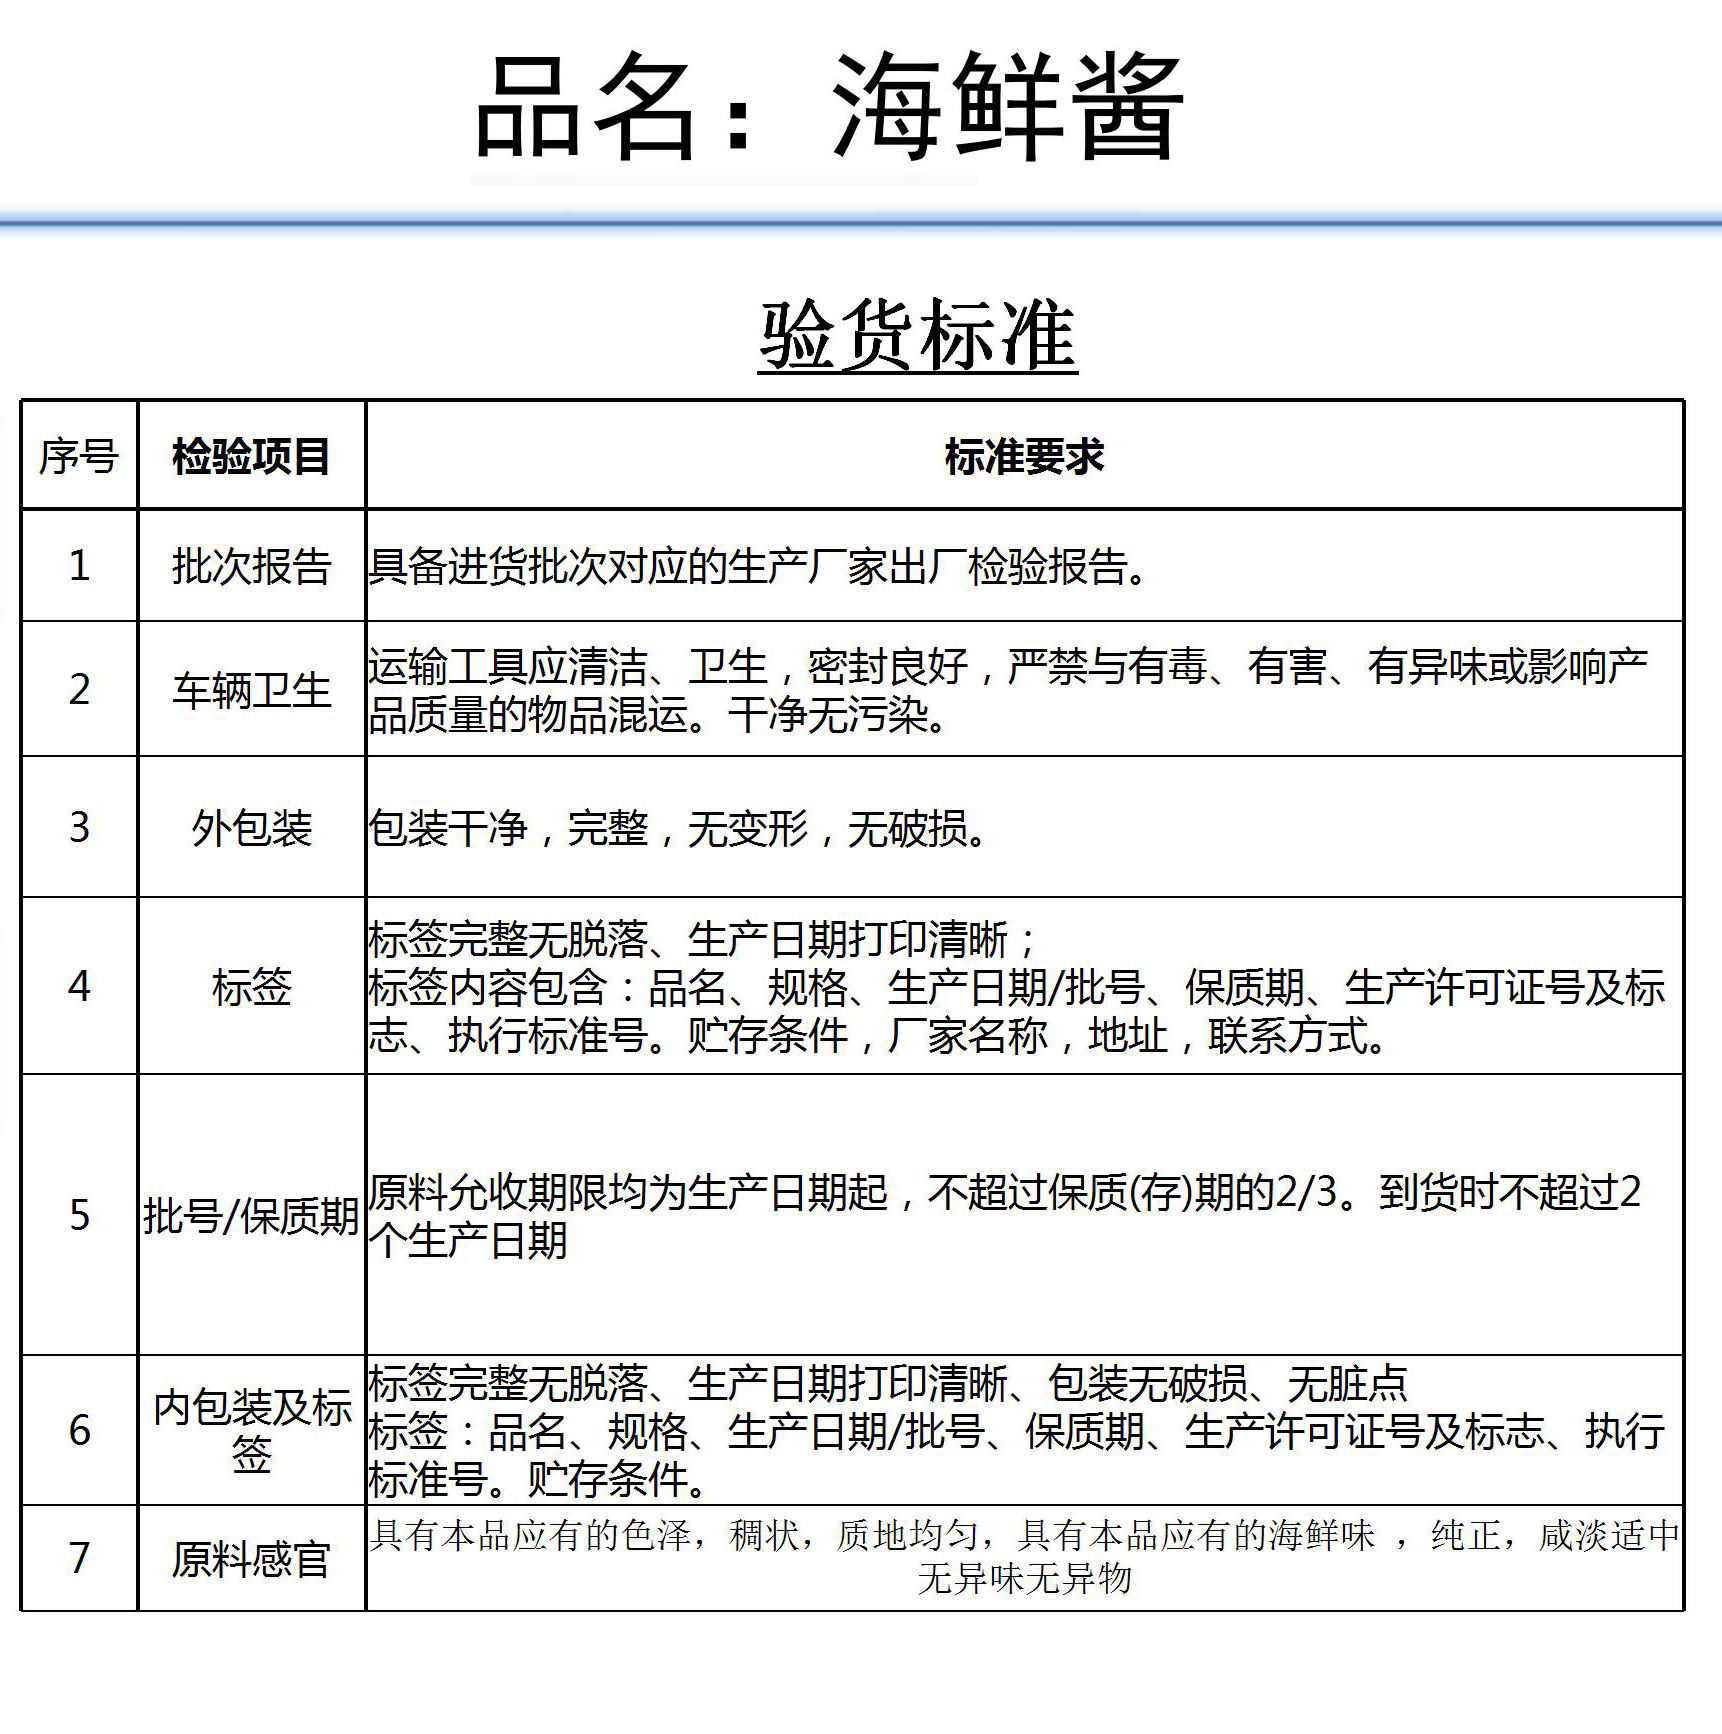 品名：海鲜酱
验货标准
序号 检验项目 标准要求
1 批次报告 具备进货批次对应的生产厂家出厂检验报告。
2 车辆卫生 运输工具应清洁、卫生，密封良好，严禁与有毒、有害、有异味或影响产
品质量的物品混运。干净无污染。
3 外包装 包装干净，完整，无变形，无破损。
4 标签 标签完整无脱落、生产日期打印清晰；
标签内容包含：品名、规格、生产日期/批号、保质期、生产许可证号及标
志、执行标准号。贮存条件，厂家名称，地址，联系方式。
5 批号/保质期 原料允收期限均为生产日期起，不超过保质(存)期的2/3。到货时不超过2
个生产日期
6 内包装及标
签
标签完整无脱落、生产日期打印清晰、包装无破损、无脏点
标签：品名、规格、生产日期/批号、保质期、生产许可证号及标志、执行
标准号。贮存条件。
7 原料感官 具有本品应有的色泽，稠状，质地均匀，具有本品应有的海鲜味 ，纯正，咸淡适中
无异味无异物